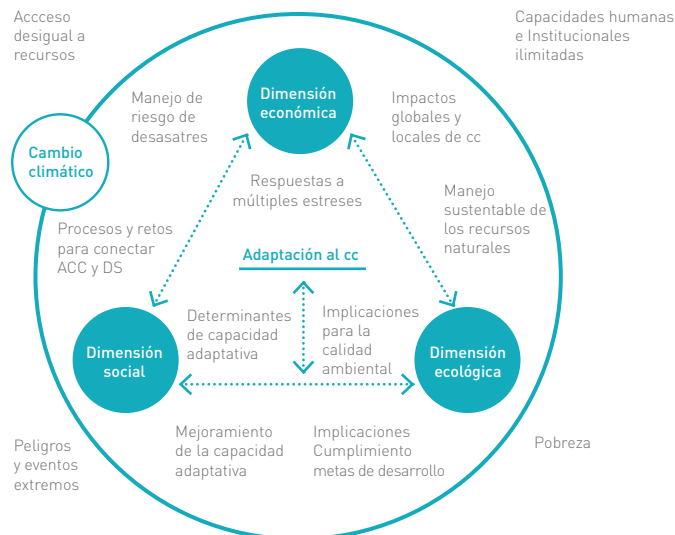 Accceso
desigual a
recursos
Capacidades humanas
e Institucionales
ilimitadas
Dimensión
económica
Manejo de
riesgo de
desasatres
Impactos
globales y
locales de cc
Cambio
climático
Respuestas a
múltiples estreses
Manejo
sustentable de
los recursos
naturales
Procesos y retos
para conectar
ACC y DS
Adaptación al cc
Determinantes
de capacidad
adaptativa
Implicaciones
para la
calidad
ambiental
Dimensión
social
Dimensión
ecológica
Mejoramiento
de la capacidad
adaptativa
Implicaciones
Cumplimiento
metas de desarrollo
Peligros
y eventos
extremos
Pobreza